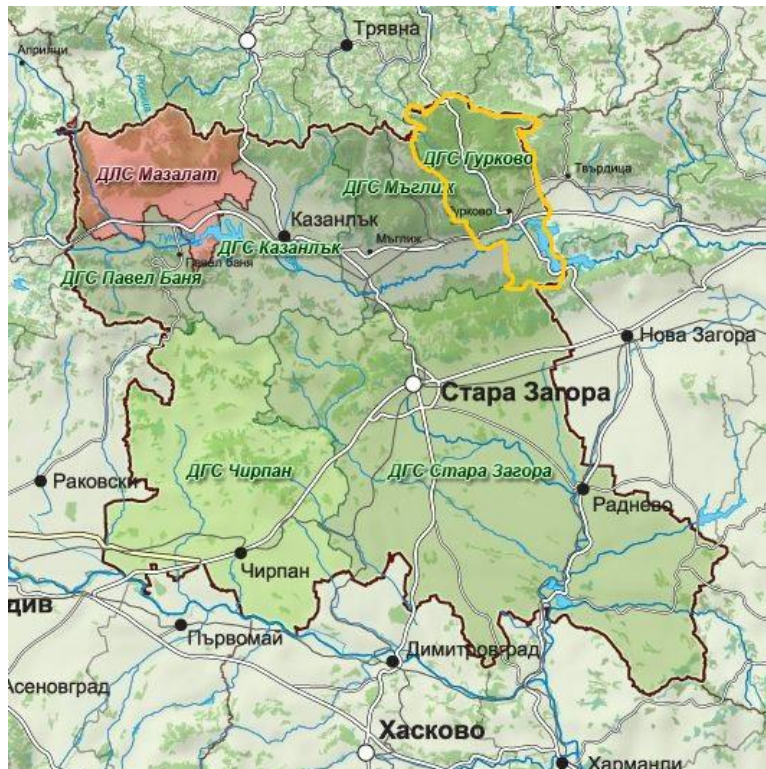 Трявна
Априлци
ДЛС Мазалат
ДГС Гурково
Твърдица
ДГС Мъглиж
Казанлък
ДГС Казанлък
Мъглиж
Павел баня
ДГС Павел Баня
Нова Загора
Стара Загора
ДГС Чирпан
ДГС Стара Загора
Раковски
Раднево
Чирпан
див
Първомай
Димитровград
Асеновград
Хасково
Харманли